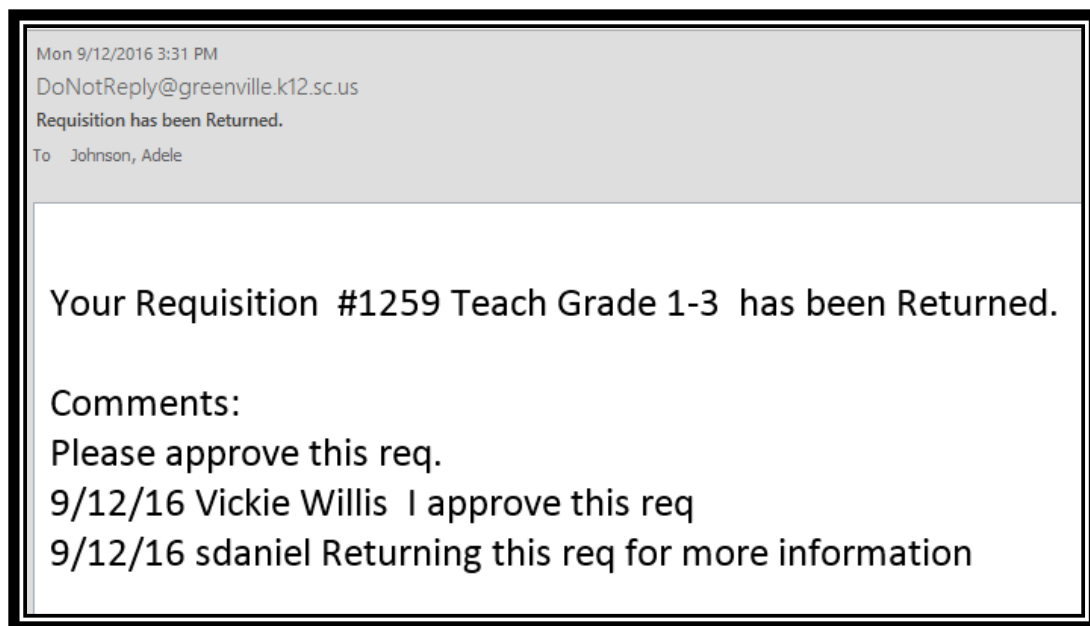 Mon 9/12/2016 3:31 PM
DoNotReply@greenville.k12.sc.us
Requisition has been Returned.
To Johnson, Adele
Your Requisition #1259 Teach Grade 1-3 has been Returned.
Comments:
Please approve this req.
9/12/16 Vickie Willis I approve this req
9/12/16 sdaniel Returning this req for more information